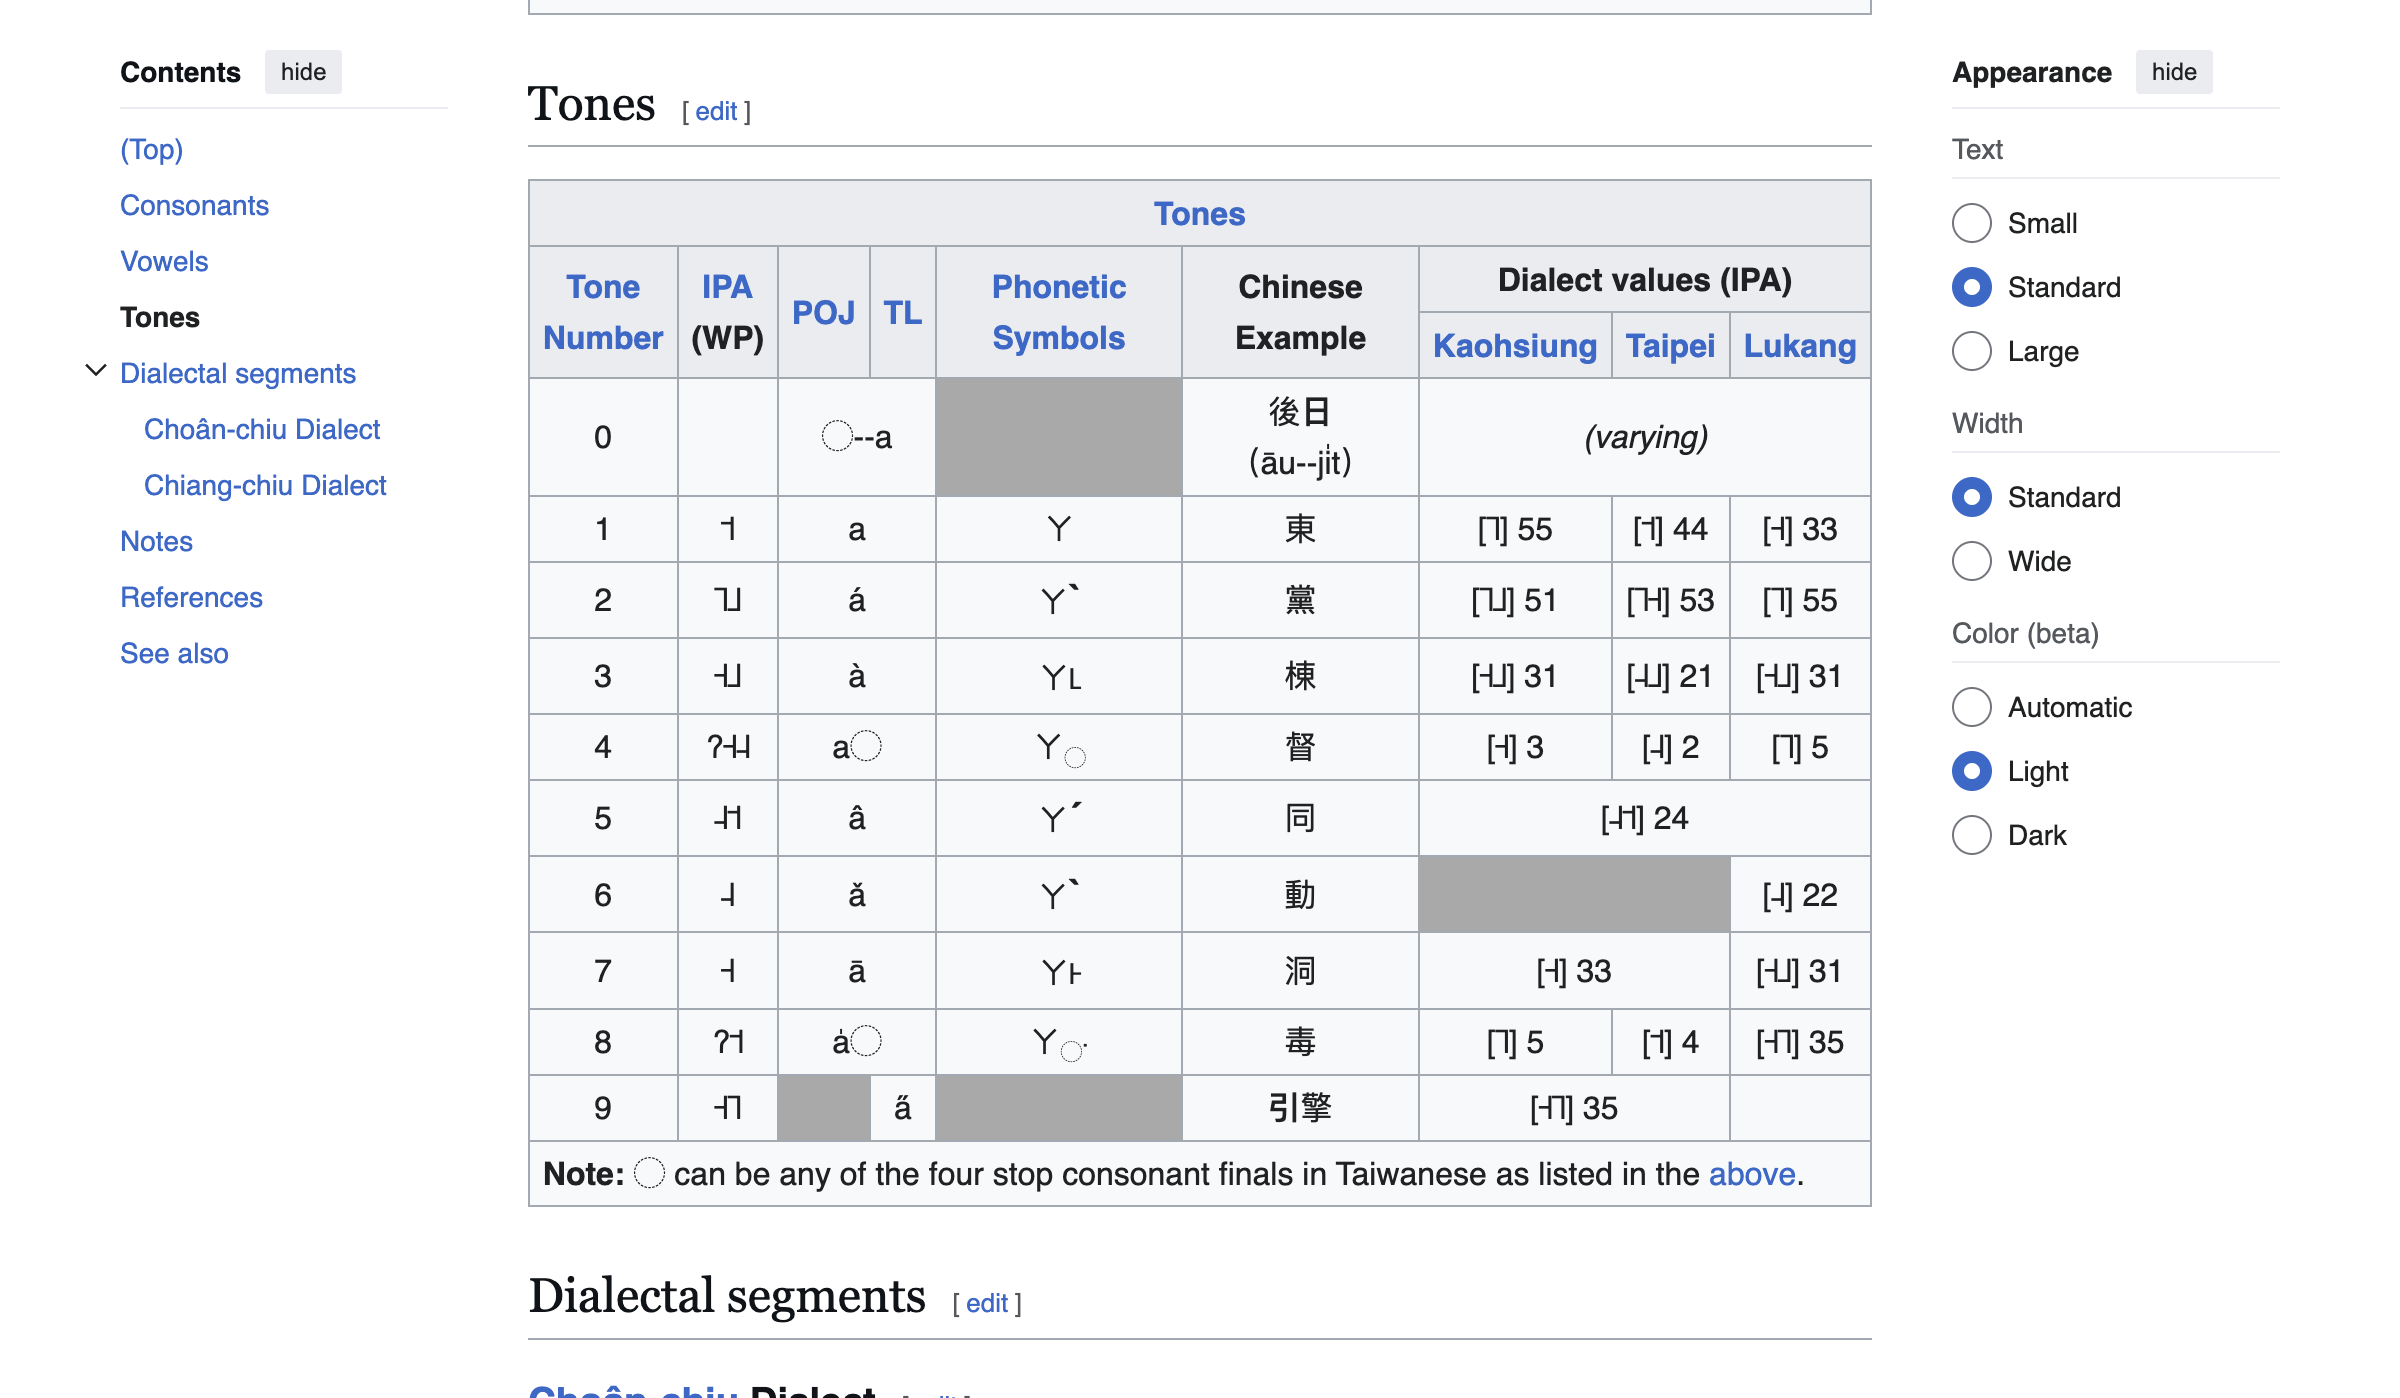 Contents hide
(Top)
Consonants
Vowels
Tones
Dialectal segments
Choân-chiu Dialect
Chiang-chiu Dialect
Notes
References
See also
Tones [ edit ]
Tones
Tone Number IPA (WP) POJ TL Phonetic Symbols Chinese Example Dialect values (IPA)
Kaohsiung Taipei Lukang
0 ◌--a 後日 (āu--ji̍t) (varying)
1 ˦ a ㄚ 東 [˥] 55 [˦] 44 [˧] 33
2 ˥˩ á ㄚˋ 黨 [˥˩] 51 [˥˧] 53 [˥] 55
3 ˧˩ à ㄚ˪ 棟 [˧˩] 31 [˨˩] 21 [˧˩] 31
4 ʔ˧˨ a◌ ㄚ◌ 督 [˧] 3 [˨] 2 [˥] 5
5 ˨˦ â ㄚˊ 同 [˨˦] 24
6 ˨ ǎ ㄚˋ 動 [˨] 22
7 ˧ ā ㄚ˫ 洞 [˧] 33 [˧˩] 31
8 ʔ˦ a̍◌ ㄚ◌˙ 毒 [˥] 5 [˦] 4 [˧˥] 35
9 ˧˥ a̋ 引擎 [˧˥] 35
Note: ◌ can be any of the four stop consonant finals in Taiwanese as listed in the above.
Dialectal segments [ edit ]
Choân-chiu Dialect [ edit ]
Appearance hide
Text
Small
Standard
Large
Width
Standard
Wide
Color (beta)
Automatic
Light
Dark